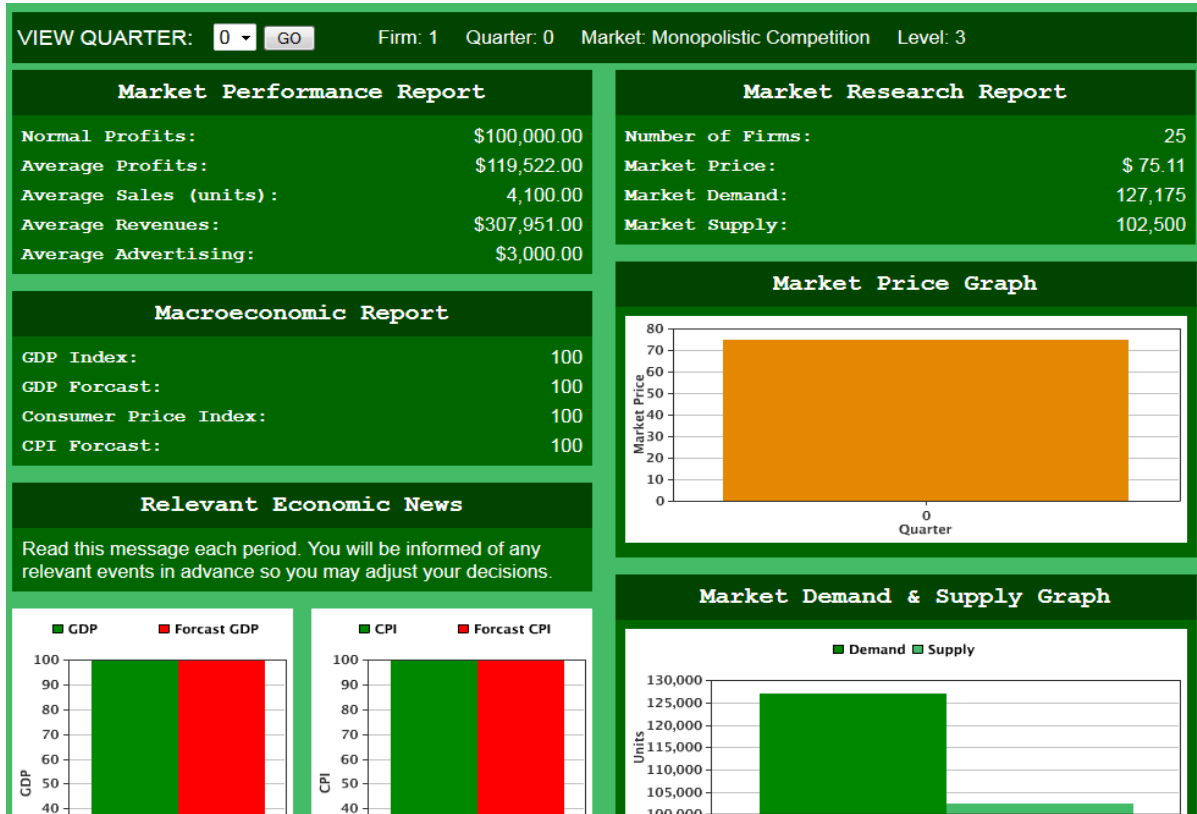 VIEW QUARTER: 0 GO Firm: 1 Quarter: 0 Market: Monopolistic Competition Level: 3
Market Performance Report
Normal Profits: $100,000.00
Average Profits: $119,522.00
Average Sales (units): 4,100.00
Average Revenues: $307,951.00
Average Advertising: $3,000.00
Macroeconomic Report
GDP Index: 100
GDP Forcast: 100
Consumer Price Index: 100
CPI Forcast: 100
Relevant Economic News
Read this message each period. You will be informed of any
relevant events in advance so you may adjust your decisions.
GDP Forcast GDP
100
90
80
70
60
50
40
GDP
CPI Forcast CPI
100
90
80
70
60
50
40
CPI
Market Research Report
Number of Firms: 25
Market Price: $ 75.11
Market Demand: 127,175
Market Supply: 102,500
Market Price Graph
80
70
60
50
40
30
20
10
0
Market Price
0
Quarter
Market Demand & Supply Graph
Demand Supply
130,000
125,000
120,000
115,000
110,000
105,000
100,000
Units